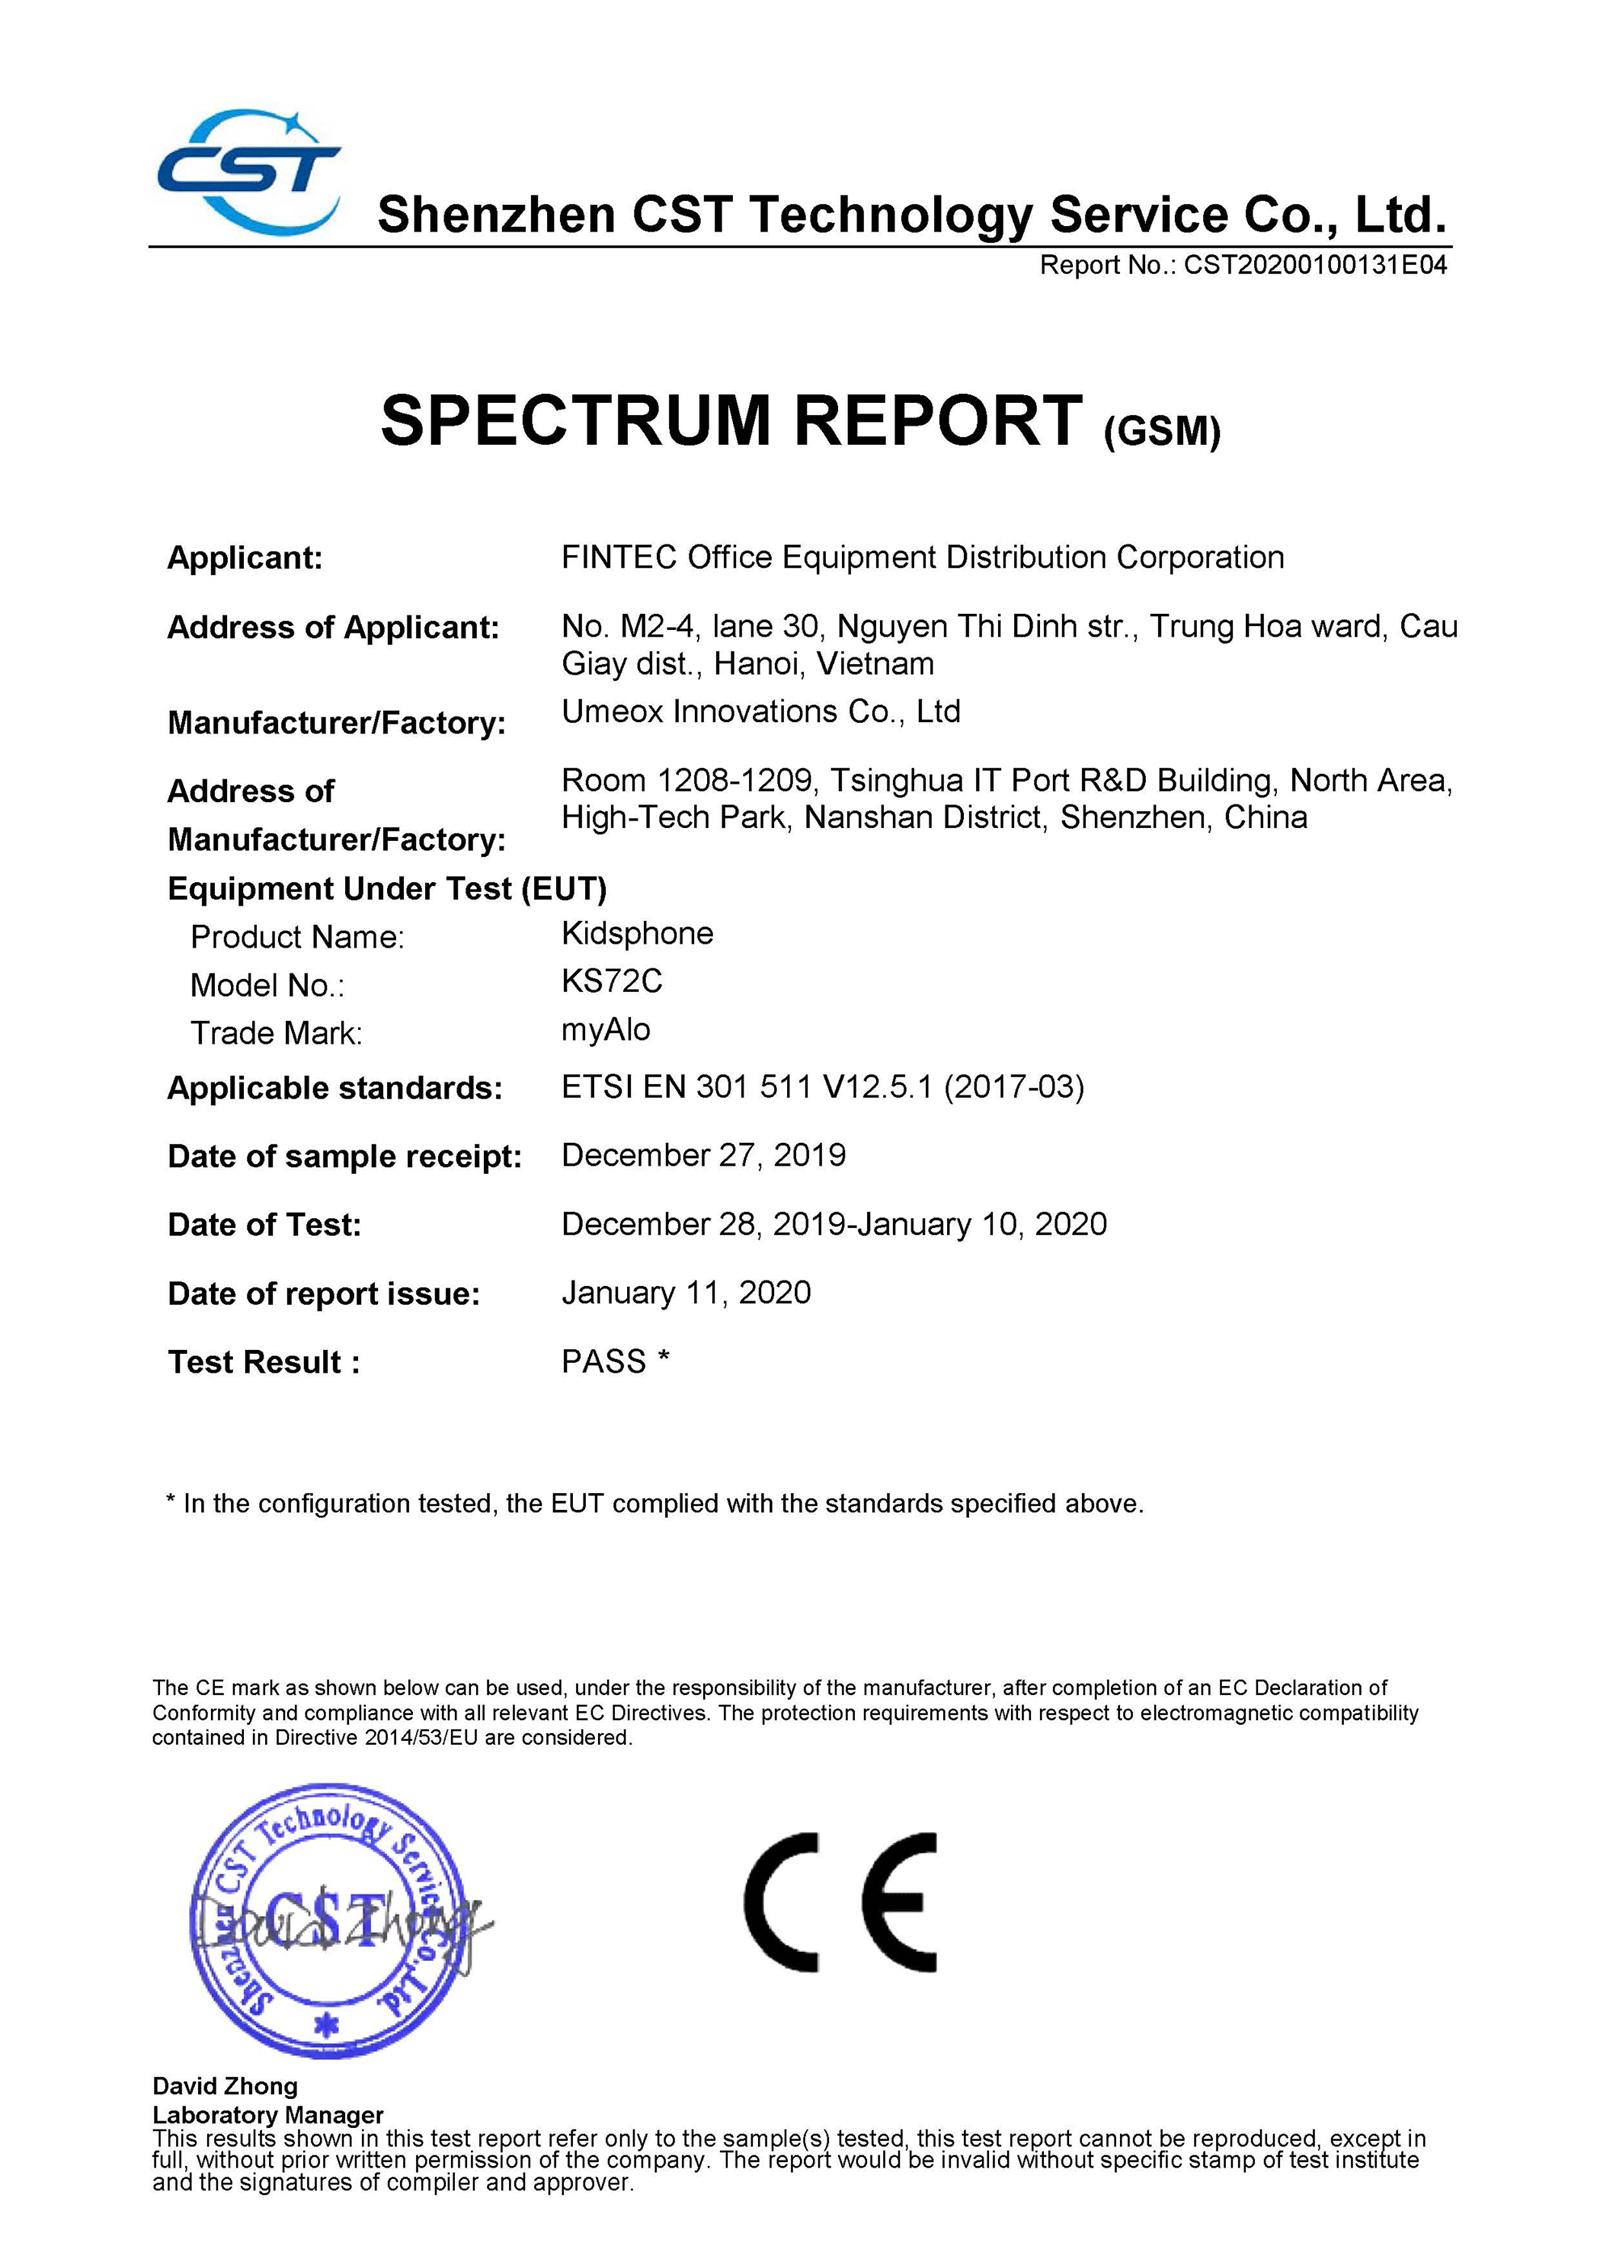 CST
Shenzhen CST Technology Service Co., Ltd.
Report No.: CST20200100131E04
SPECTRUM REPORT (GSM)
Applicant: FINTEC Office Equipment Distribution Corporation
Address of Applicant: No. M2-4, lane 30, Nguyen Thi Dinh str., Trung Hoa ward, Cau
Giay dist., Hanoi, Vietnam
Manufacturer/Factory: Umeox Innovations Co., Ltd
Address of Room 1208-1209, Tsinghua IT Port R&D Building, North Area,
Manufacturer/Factory: High-Tech Park, Nanshan District, Shenzhen, China
Equipment Under Test (EUT)
Product Name: Kidsphone
Model No.: KS72C
Trade Mark: myAlo
Applicable standards: ETSI EN 301 511 V12.5.1 (2017-03)
Date of sample receipt: December 27, 2019
Date of Test: December 28, 2019-January 10, 2020
Date of report issue: January 11, 2020
Test Result : PASS *
* In the configuration tested, the EUT complied with the standards specified above.
The CE mark as shown below can be used, under the responsibility of the manufacturer, after completion of an EC Declaration of
Conformity and compliance with all relevant EC Directives. The protection requirements with respect to electromagnetic compatibility
contained in Directive 2014/53/EU are considered.
Shenzhen CST Technology Service Co.,Ltd.
CST
David Zhong
CE
David Zhong
Laboratory Manager
This results shown in this test report refer only to the sample(s) tested, this test report cannot be reproduced, except in
full, without prior written permission of the company. The report would be invalid without specific stamp of test institute
and the signatures of compiler and approver.